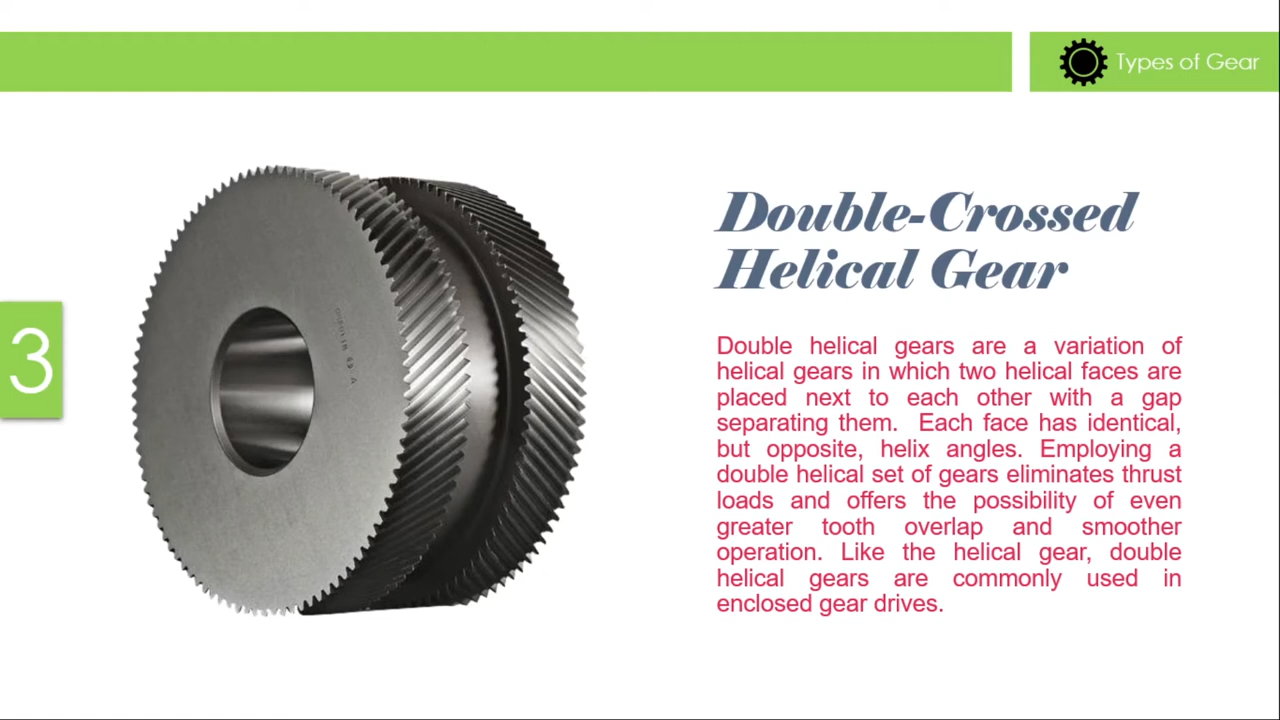 Types of Gear
3
Double-Crossed
Helical Gear
Double helical gears are a variation of
helical gears in which two helical faces are
placed next to each other with a gap
separating them. Each face has identical,
but opposite, helix angles. Employing a
double helical set of gears eliminates thrust
loads and offers the possibility of even
greater tooth overlap and smoother
operation. Like the helical gear, double
helical gears are commonly used in
enclosed gear drives.